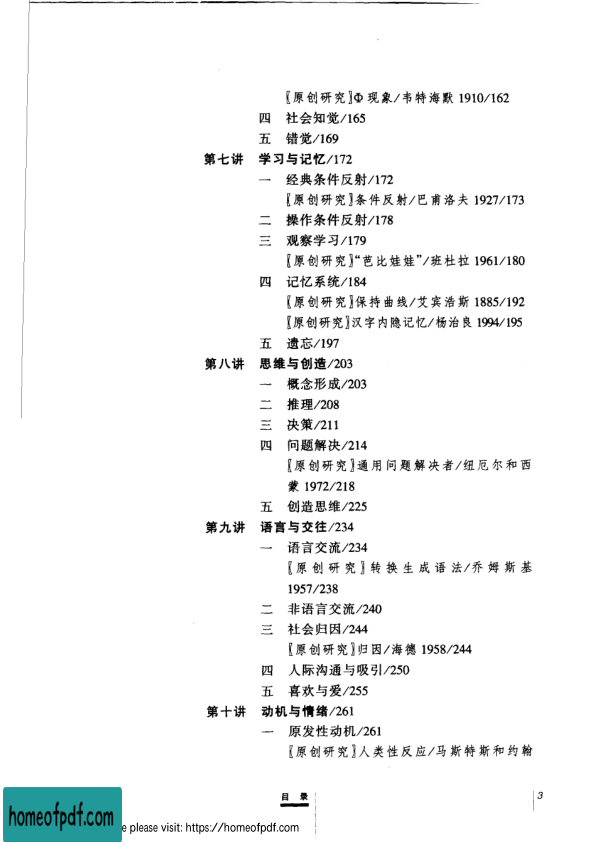 〖原创研究〗Φ现象/韦特海默 1910/162
四 社会知觉/165
五 错觉/169
第七讲 学习与记忆/172
一 经典条件反射/172
〖原创研究〗条件反射/巴甫洛夫 1927/173
二 操作条件反射/178
三 观察学习/179
〖原创研究〗“芭比娃娃”/班杜拉 1961/180
四 记忆系统/184
〖原创研究〗保持曲线/艾宾浩斯 1885/192
〖原创研究〗汉字内隐记忆/杨治良 1994/195
五 遗忘/197
第八讲 思维与创造/203
一 概念形成/203
二 推理/208
三 决策/211
四 问题解决/214
〖原创研究〗通用问题解决者/纽厄尔和西
蒙 1972/218
五 创造思维/225
第九讲 语言与交往/234
一 语言交流/234
〖原创研究〗转换生成语法/乔姆斯基
1957/238
二 非语言交流/240
三 社会归因/244
〖原创研究〗归因/海德 1958/244
四 人际沟通与吸引/250
五 喜欢与爱/255
第十讲 动机与情绪/261
一 原发性动机/261
〖原创研究〗人类性反应/马斯特斯和约翰
目 录
3
homeofpdf.com
e please visit: https://homeofpdf.com